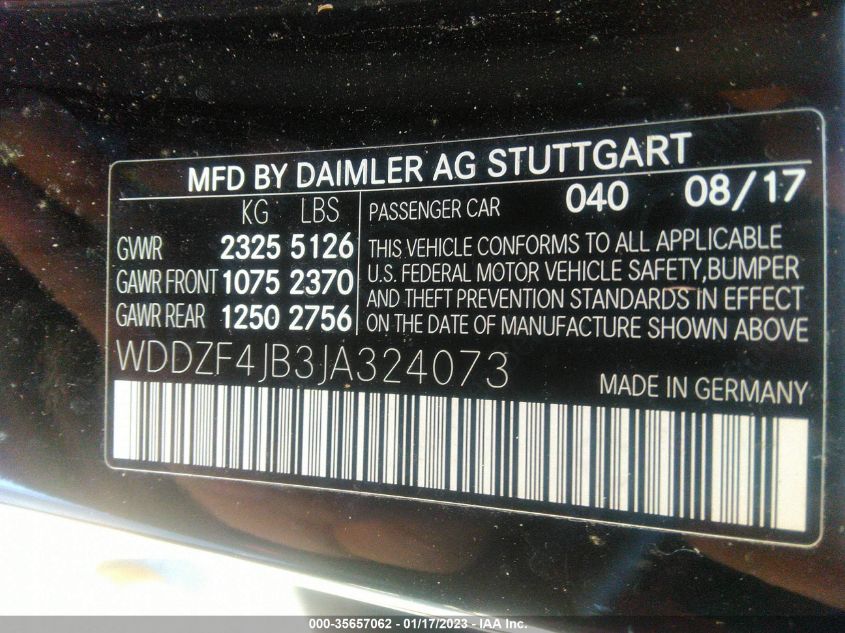 MFD BY DAIMLER AG STUTTGART
KG LBS
GVWR 2325 5126
GAWR FRONT 1075 2370
GAWR REAR 1250 2756
PASSENGER CAR 040 08/17
THIS VEHICLE CONFORMS TO ALL APPLICABLE
U.S. FEDERAL MOTOR VEHICLE SAFETY,BUMPER
AND THEFT PREVENTION STANDARDS IN EFFECT
ON THE DATE OF MANUFACTURE SHOWN ABOVE
WDDZF4JB3JA324073
MADE IN GERMANY
000-35657062 - 01/17/2023 - IAA Inc.